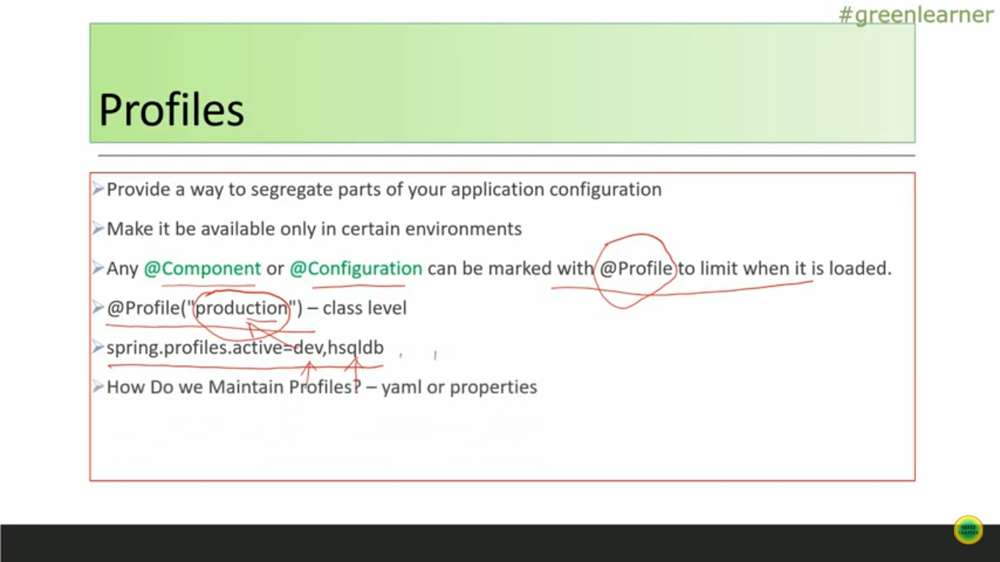 #greenlearner
Profiles
Provide a way to segregate parts of your application configuration
Make it be available only in certain environments
Any @Component or @Configuration can be marked with @Profile to limit when it is loaded.
@Profile("production") – class level
spring.profiles.active=dev,hsqldb
How Do we Maintain Profiles? – yaml or properties
GREEN
LEARNER